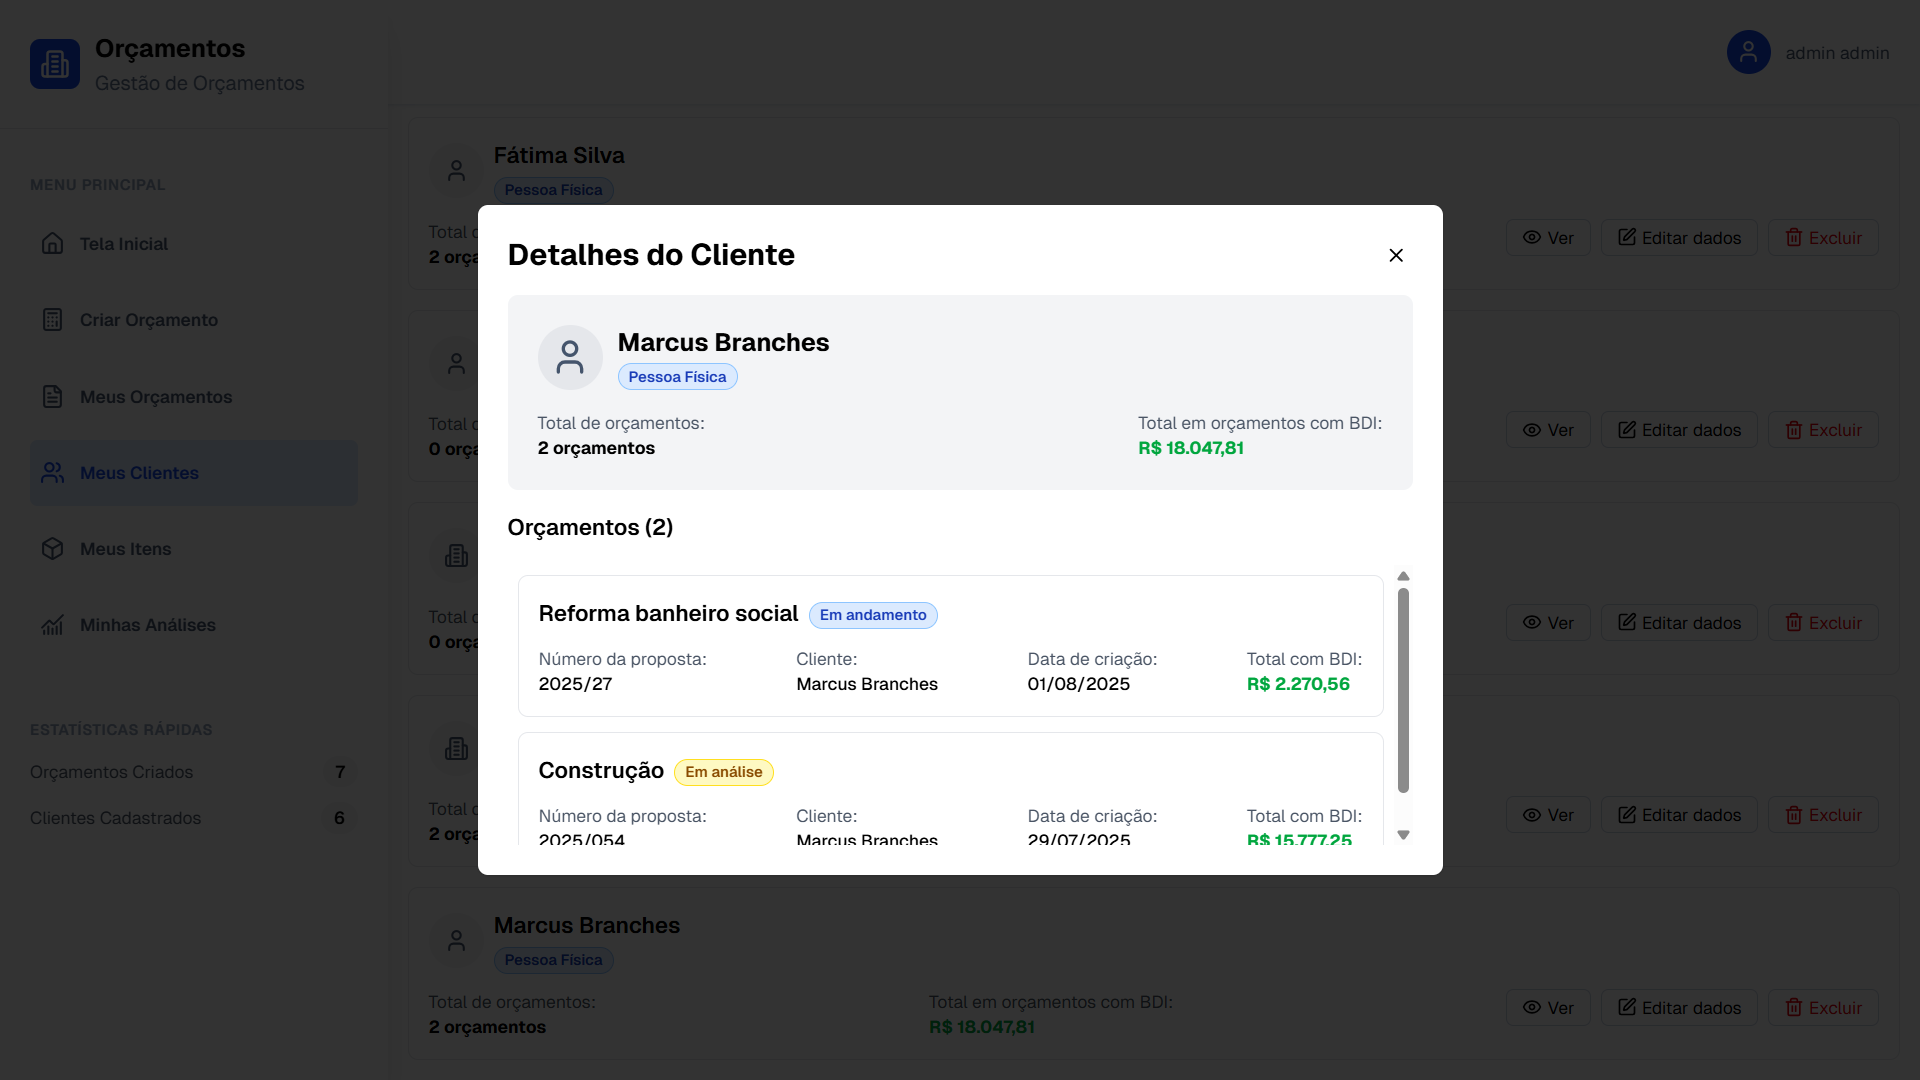 Orçamentos
Gestão de Orçamentos
admin admin
MENU PRINCIPAL
Tela Inicial
Criar Orçamento
Meus Orçamentos
Meus Clientes
Meus Itens
Minhas Análises
ESTATÍSTICAS RÁPIDAS
Orçamentos Criados 7
Clientes Cadastrados 6
Fátima Silva
Pessoa Física
Total
2 orça
Ver Editar dados Excluir
Total
0 orça
Ver Editar dados Excluir
Total
0 orça
Ver Editar dados Excluir
Total
2 orça
Ver Editar dados Excluir
Detalhes do Cliente
Marcus Branches
Pessoa Física
Total de orçamentos: Total em orçamentos com BDI:
2 orçamentos R$ 18.047,81
Orçamentos (2)
Reforma banheiro social Em andamento
Número da proposta: Cliente: Data de criação: Total com BDI:
2025/27 Marcus Branches 01/08/2025 R$ 2.270,56
Construção Em análise
Número da proposta: Cliente: Data de criação: Total com BDI:
2025/054 Marcus Branches 29/07/2025 R$ 15.777,25
Marcus Branches
Pessoa Física
Total de orçamentos: Total em orçamentos com BDI:
2 orçamentos R$ 18.047,81
Ver Editar dados Excluir